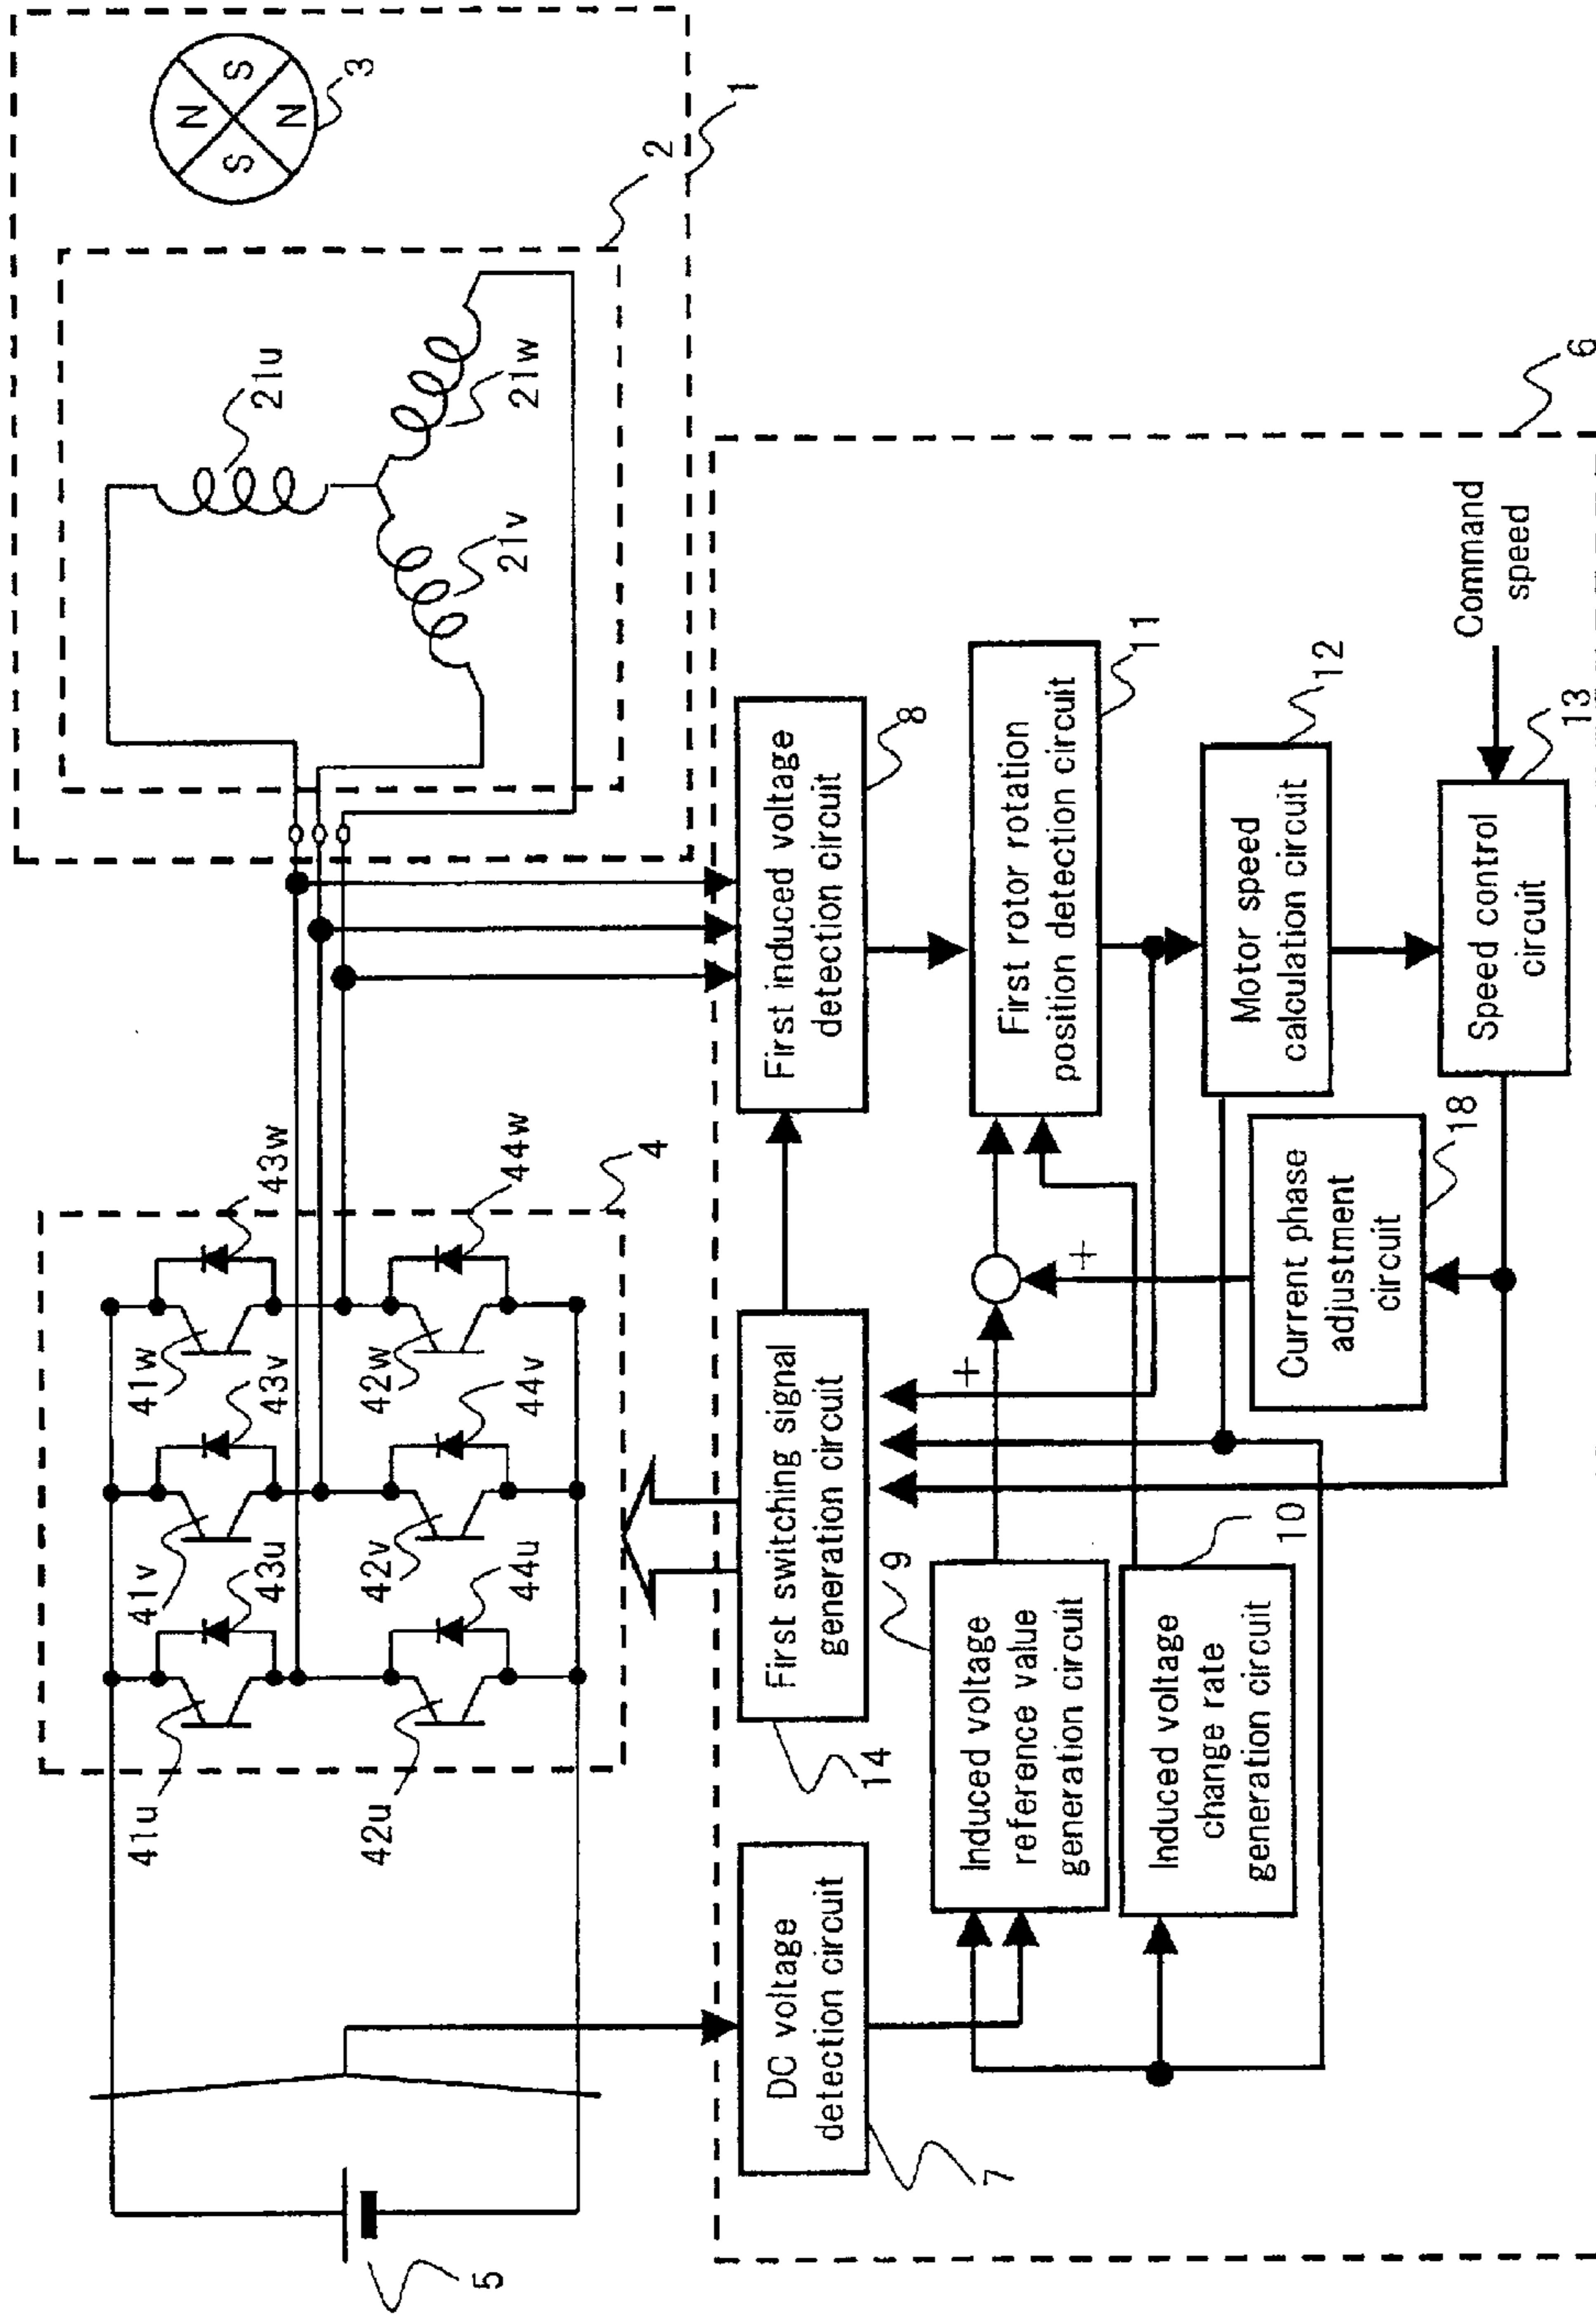 5
41u
43u
41v
43v
41w
43w
42u
44u
42v
44v
42w
44w
4
21u
21v
21w
2
N
S
S
N
3
1
DC voltage
detection circuit
7
First switching signal
generation circuit
14
First induced voltage
detection circuit
8
Induced voltage
reference value
generation circuit
9
+
+
First rotor rotation
position detection circuit
11
Induced voltage
change rate
generation circuit
10
Current phase
adjustment
circuit
18
Motor speed
calculation circuit
12
Speed control
circuit
13
Command
speed
6